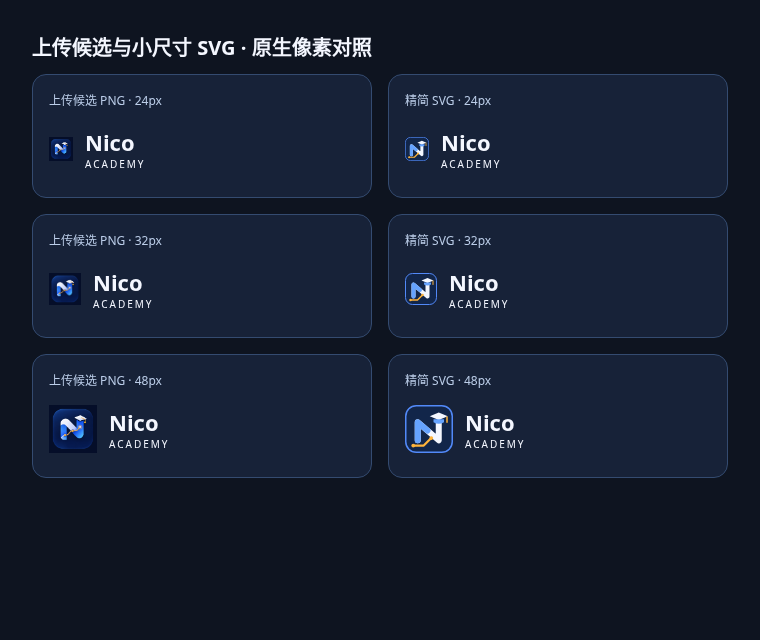 上传候选与小尺寸 SVG · 原生像素对照
上传候选 PNG · 24px
Nico
ACADEMY
精简 SVG · 24px
Nico
ACADEMY
上传候选 PNG · 32px
Nico
ACADEMY
精简 SVG · 32px
Nico
ACADEMY
上传候选 PNG · 48px
Nico
ACADEMY
精简 SVG · 48px
Nico
ACADEMY